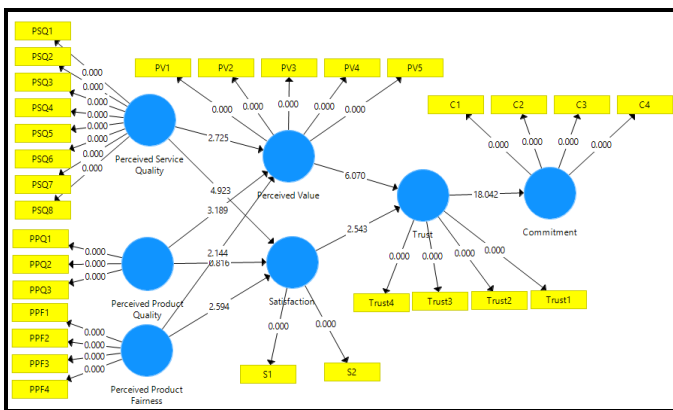 PSQ1
PSQ2
PSQ3
PSQ4
PSQ5
PSQ6
PSQ7
PSQ8
0.000
0.000
0.000
0.000
0.000
0.000
0.000
0.000
Perceived Service
Quality
PPQ1
PPQ2
PPQ3
0.000
0.000
0.000
Perceived Product
Quality
PPF1
PPF2
PPF3
PPF4
0.000
0.000
0.000
0.000
Perceived Product
Fairness
2.725
4.923
3.189
2.144
0.816
2.594
PV1
PV2
PV3
PV4
PV5
0.000
0.000
0.000
0.000
0.000
Perceived Value
Satisfaction
0.000
0.000
S1
S2
6.070
2.543
Trust
0.000
0.000
0.000
0.000
Trust4
Trust3
Trust2
Trust1
18.042
C1
C2
C3
C4
0.000
0.000
0.000
0.000
Commitment